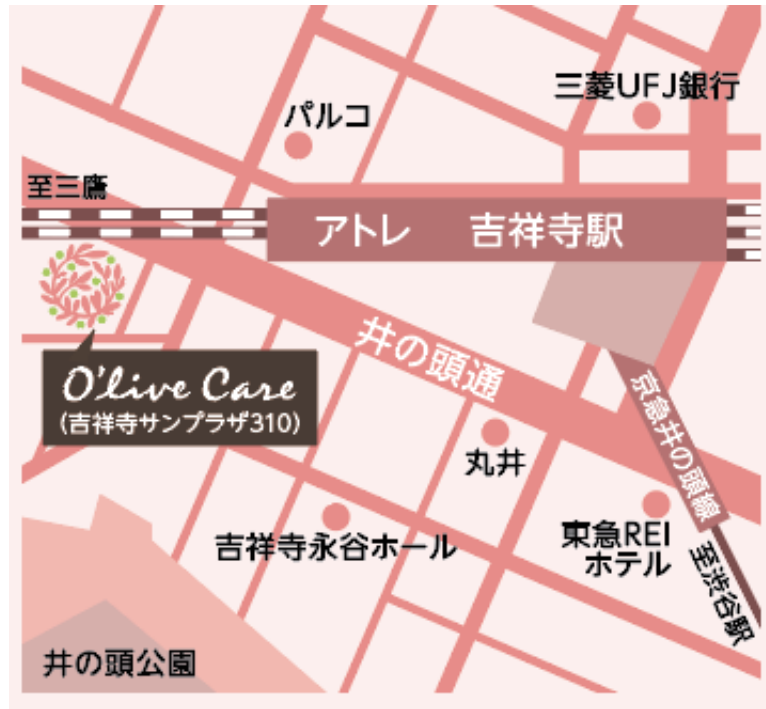 三菱UFJ銀行
パルコ
至三鷹
アトレ 吉祥寺駅
井の頭通
O'live Care
(吉祥寺サンプラザ310)
京急井の頭線
丸井
吉祥寺永谷ホール
東急REI
ホテル
至渋谷駅
井の頭公園